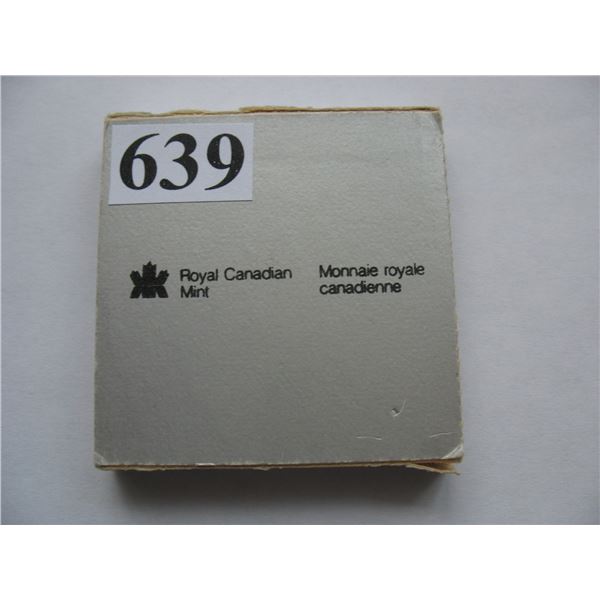 639
Royal Canadian
Mint
Monnaie royale
canadienne